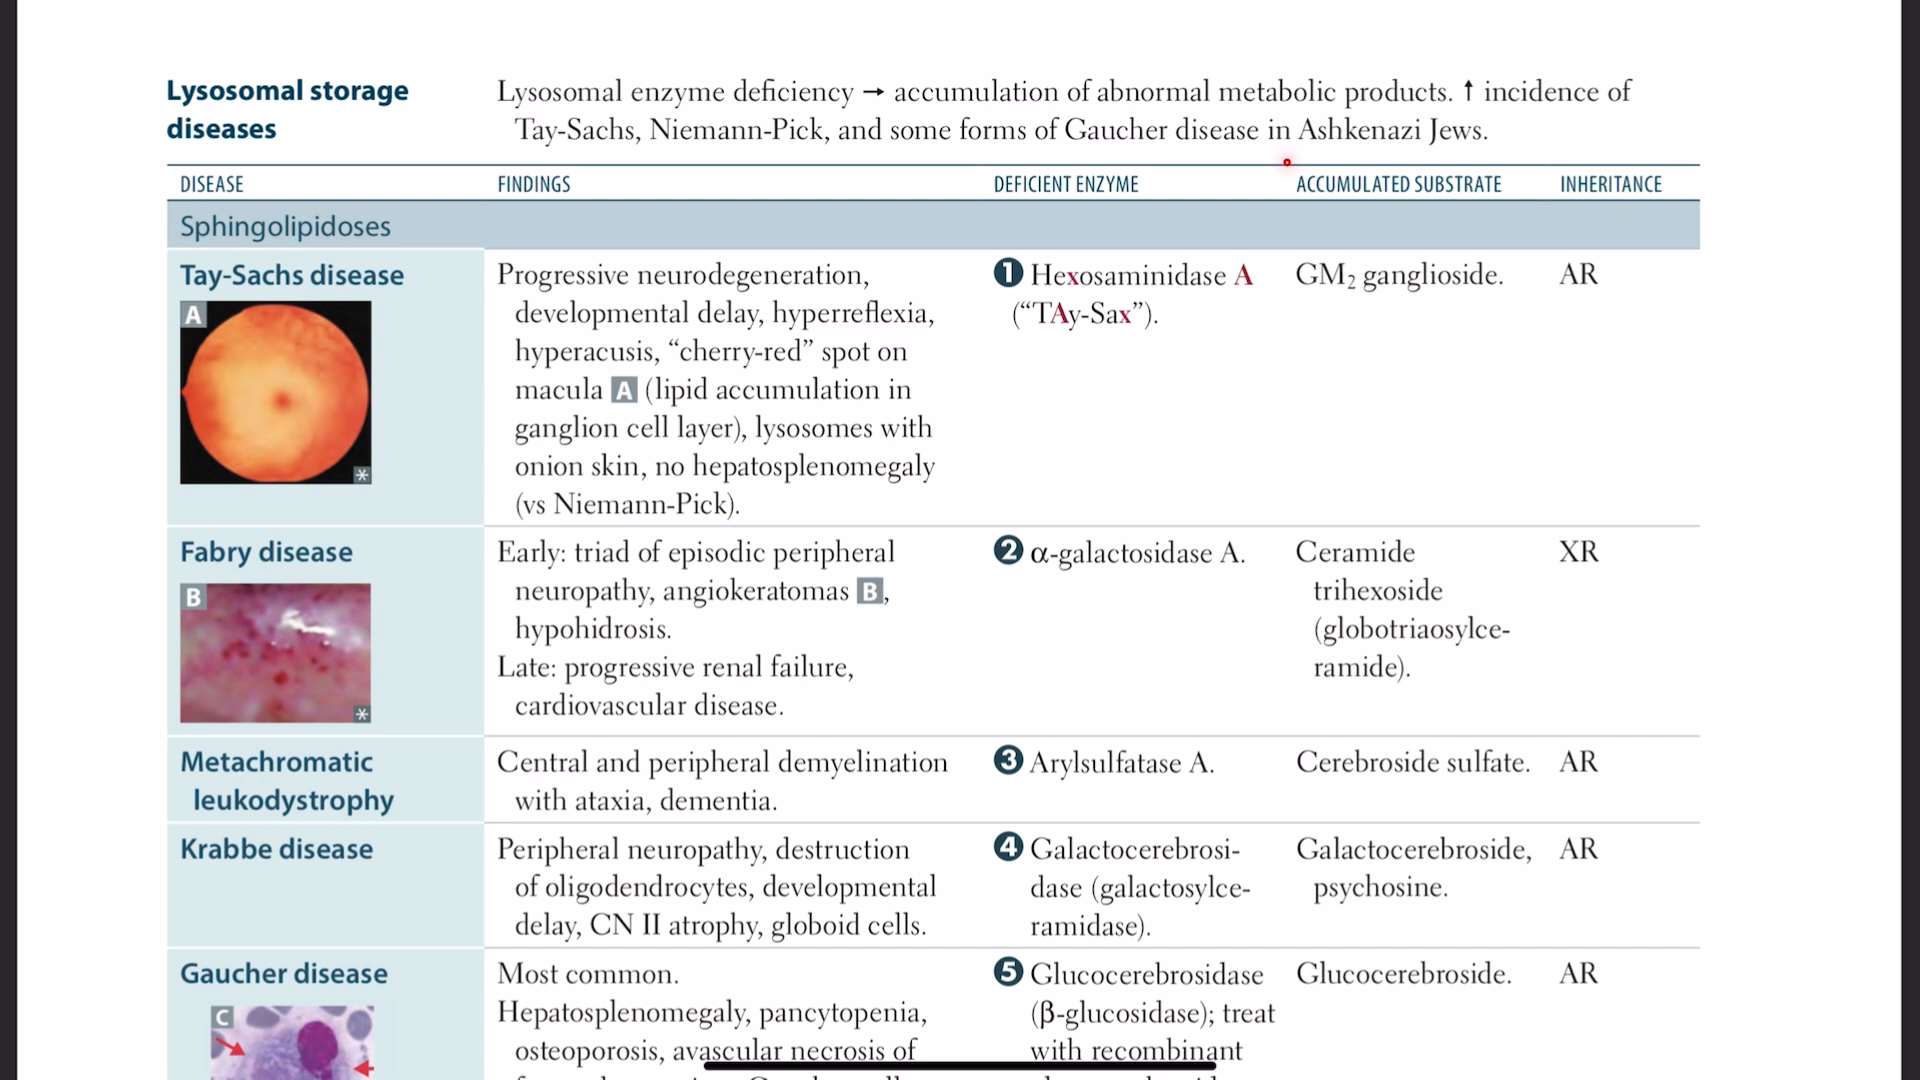 Lysosomal storage diseases
Lysosomal enzyme deficiency → accumulation of abnormal metabolic products. ↑ incidence of
Tay-Sachs, Niemann-Pick, and some forms of Gaucher disease in Ashkenazi Jews.
DISEASE FINDINGS DEFICIENT ENZYME ACCUMULATED SUBSTRATE INHERITANCE
Sphingolipidoses
Tay-Sachs disease
A
*
Progressive neurodegeneration,
developmental delay, hyperreflexia,
hyperacusis, “cherry-red” spot on
macula A (lipid accumulation in
ganglion cell layer), lysosomes with
onion skin, no hepatosplenomegaly
(vs Niemann-Pick).
1 Hexosaminidase A
(“TAy-Sax”).
GM₂ ganglioside.
AR
Fabry disease
B
*
Early: triad of episodic peripheral
neuropathy, angiokeratomas B,
hypohidrosis.
Late: progressive renal failure,
cardiovascular disease.
2 α-galactosidase A.
Ceramide
trihexoside
(globotriaosylce-
ramide).
XR
Metachromatic
leukodystrophy
Central and peripheral demyelination
with ataxia, dementia.
3 Arylsulfatase A.
Cerebroside sulfate.
AR
Krabbe disease
Peripheral neuropathy, destruction
of oligodendrocytes, developmental
delay, CN II atrophy, globoid cells.
4 Galactocerebrosi-
dase (galactosylce-
ramidase).
Galactocerebroside,
psychosine.
AR
Gaucher disease
C
Most common.
Hepatosplenomegaly, pancytopenia,
osteoporosis, avascular necrosis of
5 Glucocerebrosidase
(β-glucosidase); treat
with recombinant
Glucocerebroside.
AR